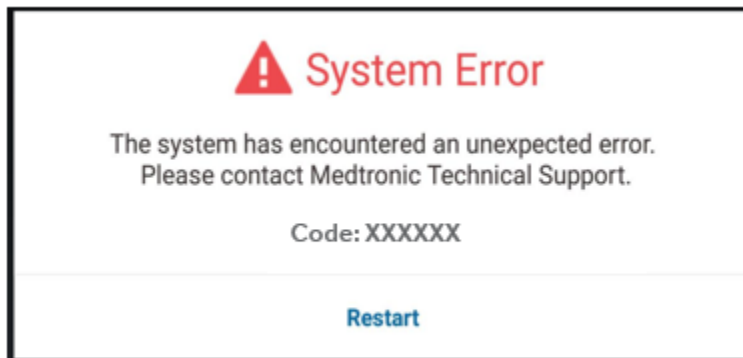 System Error
The system has encountered an unexpected error.
Please contact Medtronic Technical Support.
Code: XXXXXX
Restart